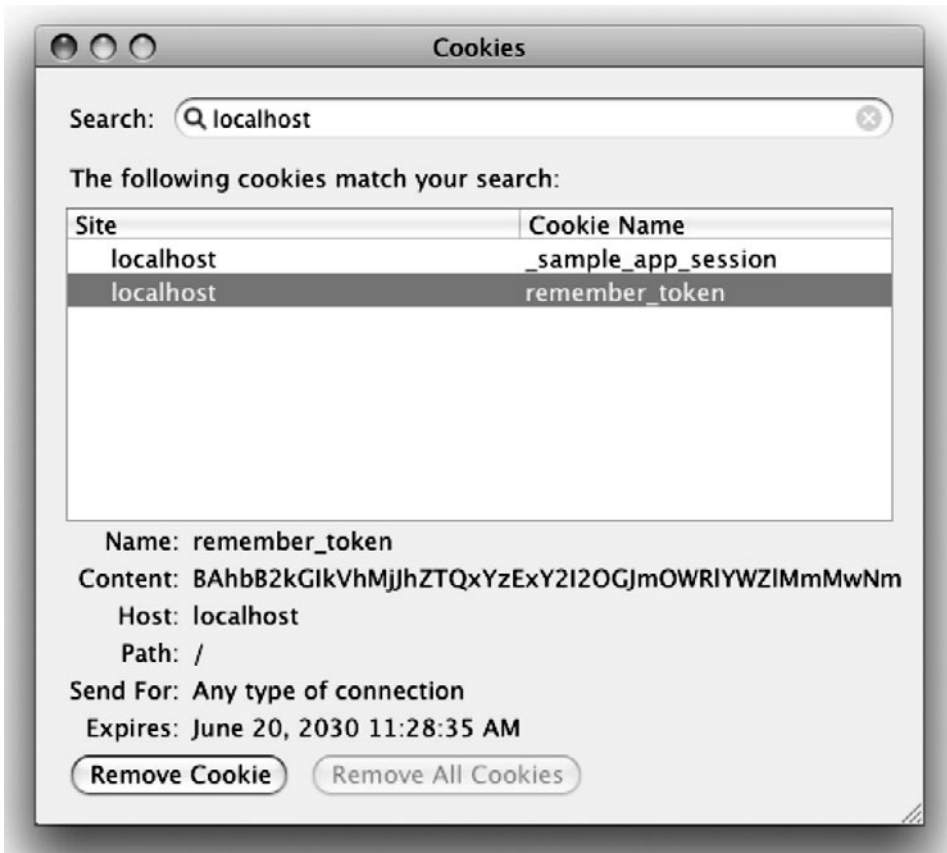 Cookies
Search: localhost
The following cookies match your search:
Site Cookie Name
localhost _sample_app_session
localhost remember_token
Name: remember_token
Content: BAhbB2kGIkVhMjJhZTQxYzExY2I2OGJmOWRlYWZlMmMwNm
Host: localhost
Path: /
Send For: Any type of connection
Expires: June 20, 2030 11:28:35 AM
Remove Cookie Remove All Cookies